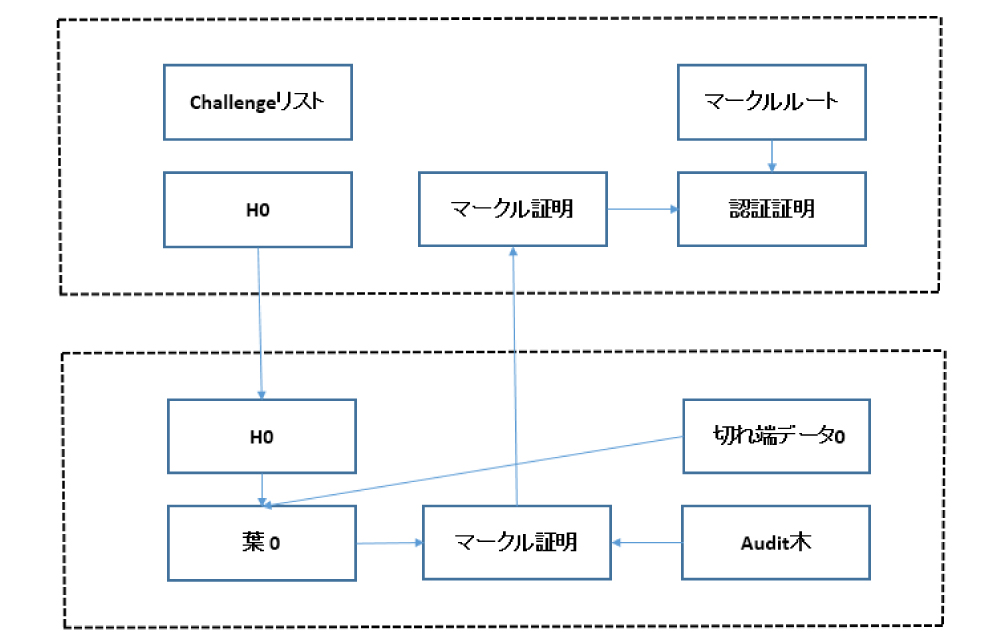 Challengeリスト
マークルルート
H0
マークル証明
認証証明
H0
切れ端データ0
葉 0
マークル証明
Audit木